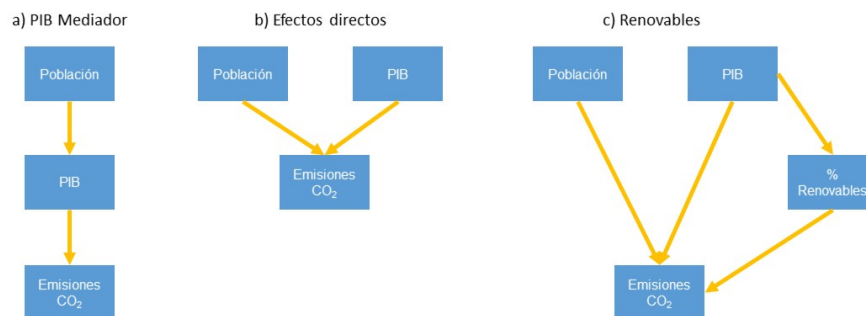 a) PIB Mediador
Población
PIB
Emisiones
CO₂
b) Efectos directos
Población
PIB
Emisiones
CO₂
c) Renovables
Población
PIB
%
Renovables
Emisiones
CO₂